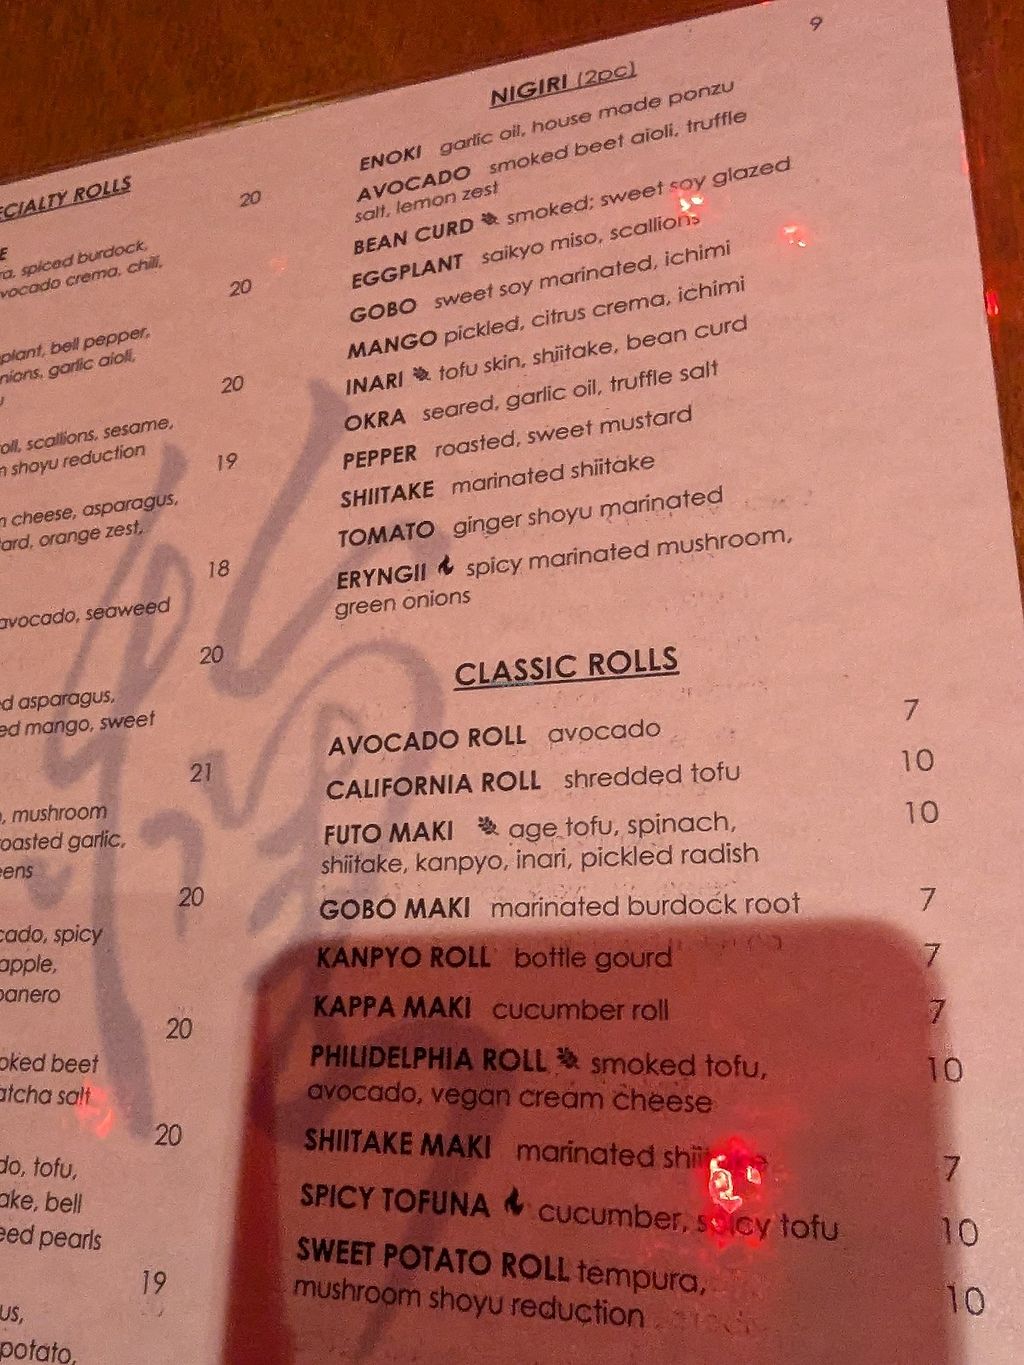 ECIALTY ROLLS
20
E
ra, spiced burdock,
vocado crema, chili,
20
plant, bell pepper,
nions, garlic aioli,
20
oll, scallions, sesame,
n shoyu reduction
19
n cheese, asparagus,
ard, orange zest,
18
avocado, seaweed
20
ed asparagus,
ed mango, sweet
21
, mushroom
roasted garlic,
ens
20
cado, spicy
apple,
banero
20
oked beet
atcha salt
20
do, tofu,
ake, bell
eed pearls
19
us,
potato,
NIGIRI (2pc)
9
ENOKI garlic oil, house made ponzu
AVOCADO smoked beet aioli, truffle
salt, lemon zest
BEAN CURD smoked; sweet soy glazed
EGGPLANT saikyo miso, scallions
GOBO sweet soy marinated, ichimi
MANGO pickled, citrus crema, ichimi
INARI tofu skin, shiitake, bean curd
OKRA seared, garlic oil, truffle salt
PEPPER roasted, sweet mustard
SHIITAKE marinated shiitake
TOMATO ginger shoyu marinated
ERYNGII spicy marinated mushroom,
green onions
CLASSIC ROLLS
AVOCADO ROLL avocado 7
CALIFORNIA ROLL shredded tofu 10
FUTO MAKI age tofu, spinach, 10
shiitake, kanpyo, inari, pickled radish
GOBO MAKI marinated burdock root 7
KANPYO ROLL bottle gourd 7
KAPPA MAKI cucumber roll 7
PHILIDELPHIA ROLL smoked tofu, 10
avocado, vegan cream cheese
SHIITAKE MAKI marinated shiitake 7
SPICY TOFUNA cucumber, spicy tofu 10
SWEET POTATO ROLL tempura, 10
mushroom shoyu reduction